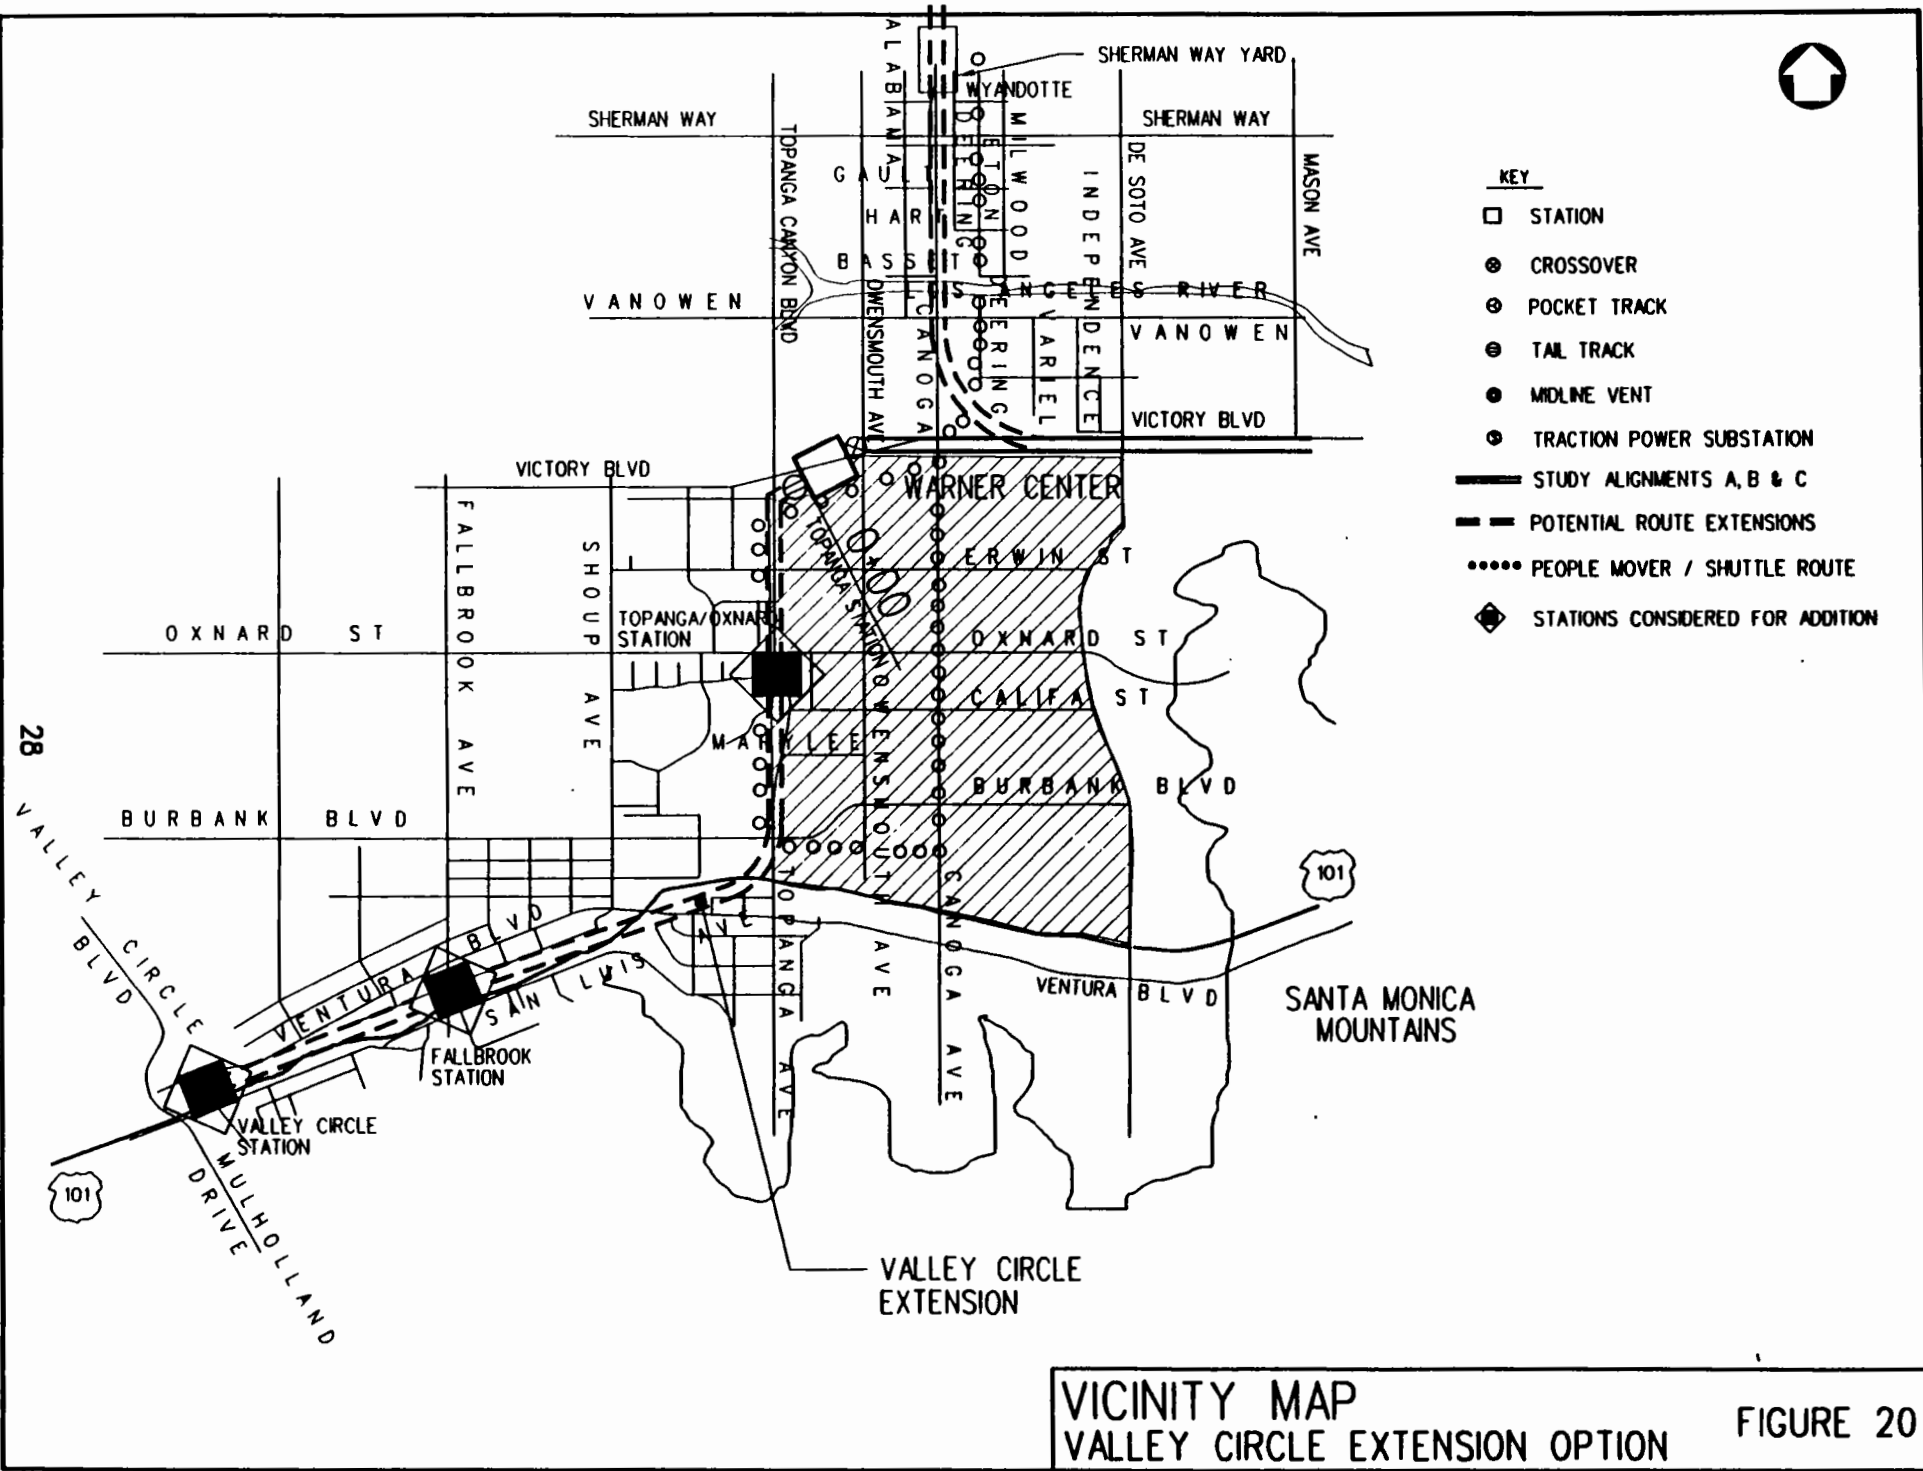 SHERMAN WAY YARD
WYANDOTTE
SHERMAN WAY
SHERMAN WAY
ALABAMA
TOPANGA CANYON BLVD
DEERING
ETON
MILWOOD
INDEPENDENCE
DE SOTO AVE
MASON AVE
GAULT
HART
BASSET
LOS ANGELES RIVER
VANOWEN
VANOWEN
OWENSMOUTH AVE
CANOGA
DEERING
VARIEL
VICTORY BLVD
VICTORY BLVD
WARNER CENTER
TOPANGA STATION
0+00
ERWIN ST
FALLBROOK AVE
SHOUP AVE
TOPANGA/OXNARD
STATION
OXNARD ST
OXNARD ST
CALIFA ST
MARYLEE
OWENSMOUTH AVE
BURBANK BLVD
BURBANK BLVD
CANOGA AVE
TOPANGA AVE
101
VENTURA BLVD
VENTURA BLVD
SAN LUIS AVE
SANTA MONICA
MOUNTAINS
VALLEY CIRCLE
BLVD
FALLBROOK
STATION
VALLEY CIRCLE
STATION
MULHOLLAND
DRIVE
101
VALLEY CIRCLE
EXTENSION
KEY
STATION
CROSSOVER
POCKET TRACK
TAIL TRACK
MIDLINE VENT
TRACTION POWER SUBSTATION
STUDY ALIGNMENTS A, B & C
POTENTIAL ROUTE EXTENSIONS
PEOPLE MOVER / SHUTTLE ROUTE
STATIONS CONSIDERED FOR ADDITION
28
VICINITY MAP
VALLEY CIRCLE EXTENSION OPTION
FIGURE 20